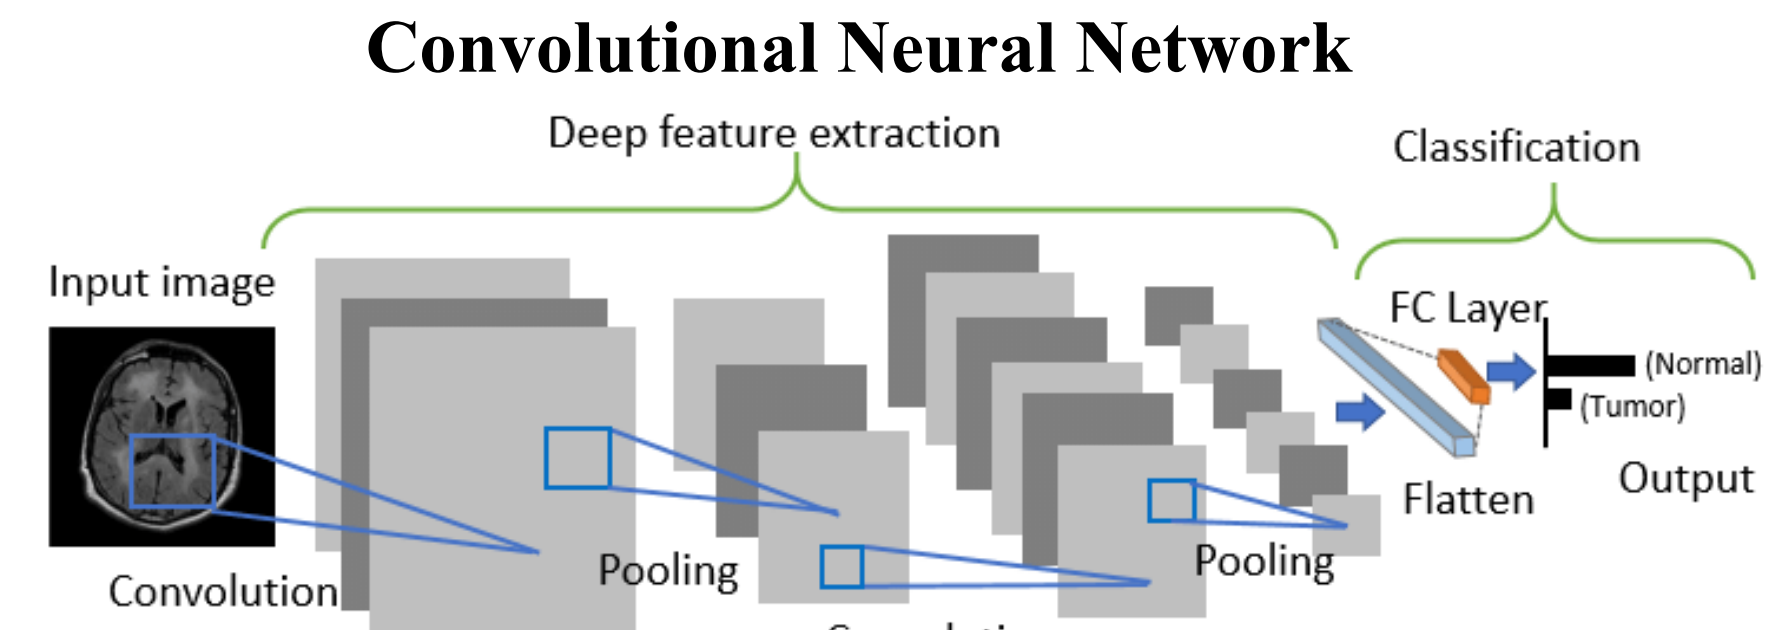 Convolutional Neural Network
Deep feature extraction
Classification
Input image
FC Layer
(Normal)
(Tumor)
Output
Flatten
Pooling
Pooling
Convolution